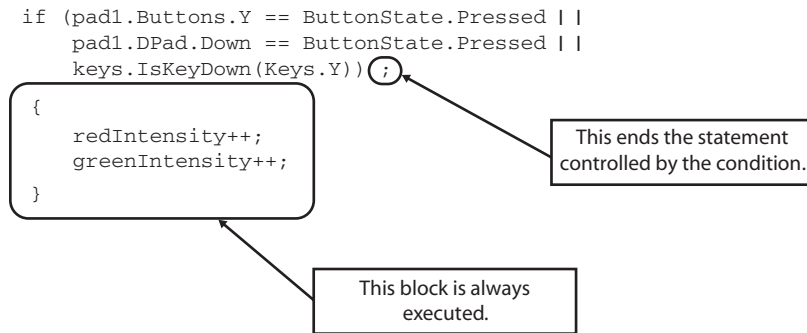 if (pad1.Buttons.Y == ButtonState.Pressed ||
pad1.DPad.Down == ButtonState.Pressed ||
keys.IsKeyDown(Keys.Y)) ;
{
redIntensity++;
greenIntensity++;
}
This ends the statement
controlled by the condition.
This block is always
executed.